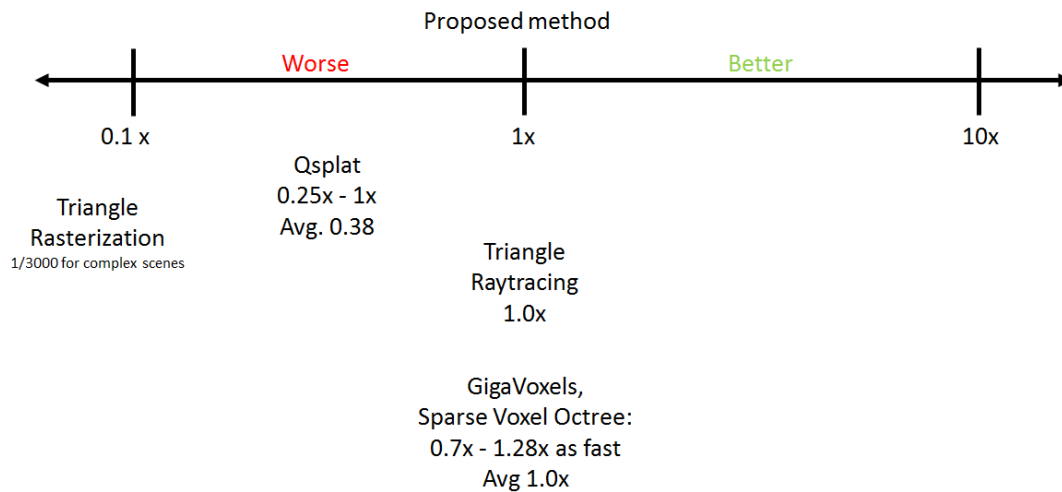 Proposed method
Worse
Better
0.1 x
1x
10x
Qsplat
0.25x - 1x
Avg. 0.38
Triangle
Rasterization
1/3000 for complex scenes
Triangle
Raytracing
1.0x
GigaVoxels,
Sparse Voxel Octree:
0.7x - 1.28x as fast
Avg 1.0x